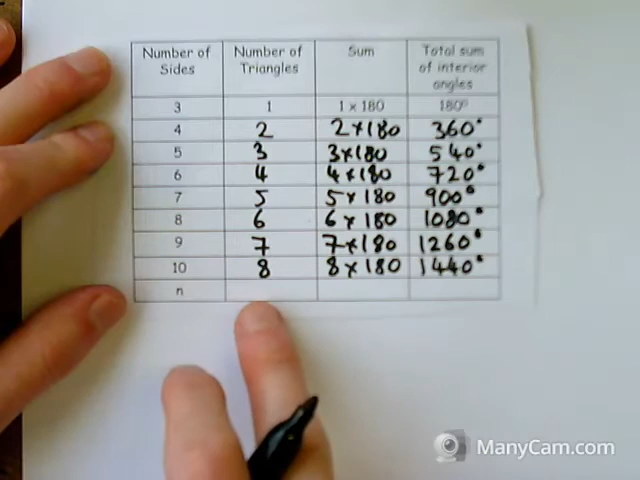 Number of Sides | Number of Triangles | Sum | Total sum of interior angles
3 | 1 | 1 x 180 | 180°
4 | 2 | 2 x 180 | 360°
5 | 3 | 3 x 180 | 540°
6 | 4 | 4 x 180 | 720°
7 | 5 | 5 x 180 | 900°
8 | 6 | 6 x 180 | 1080°
9 | 7 | 7 x 180 | 1260°
10 | 8 | 8 x 180 | 1440°
n
ManyCam.com